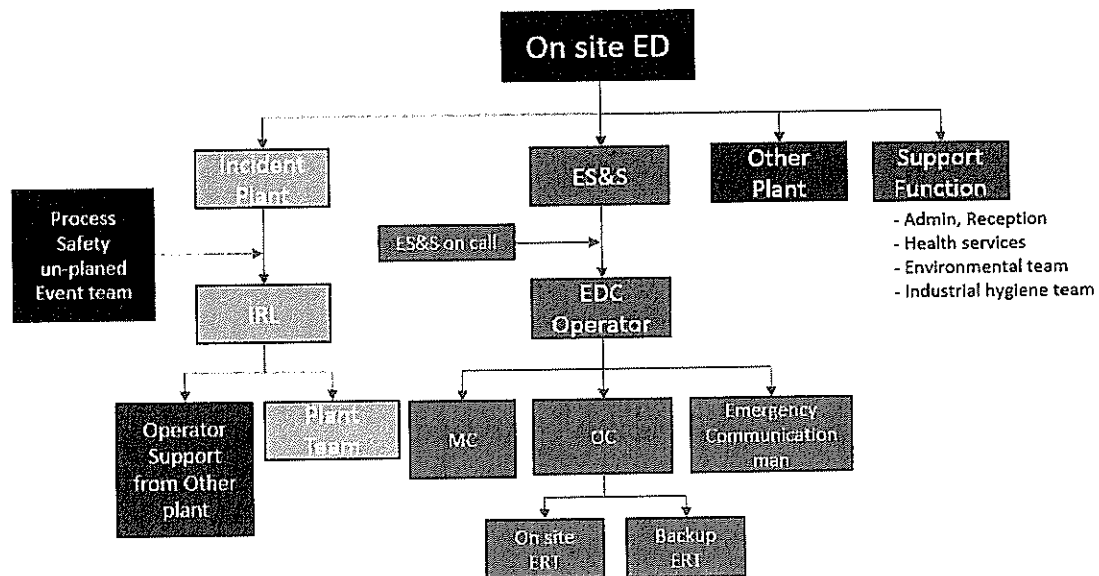 On site ED
Incident
Plant
ES&S
Other
Plant
Support
Function
- Admin, Reception
- Health services
- Environmental team
- Industrial hygiene team
Process
Safety
un-planed
Event team
ES&S on call
IRL
EDC
Operator
Operator
Support
from Other
plant
Plant
Team
MC
OC
Emergency
Communication
man
On site
ERT
Backup
ERT